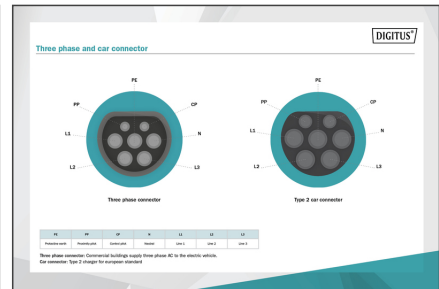 DIGITUS®
Three phase and car connector
PE
PP
CP
L1
N
L2
L3
Three phase connector
PE
PP
CP
L1
N
L2
L3
Type 2 car connector
PE PP CP N L1 L2 L3
Protective earth Proximity pilot Control pilot Neutral Line 1 Line 2 Line 3
Three phase connector: Commercial buildings supply three phase AC to the electric vehicle.
Car connector: Type 2 charger for european standard